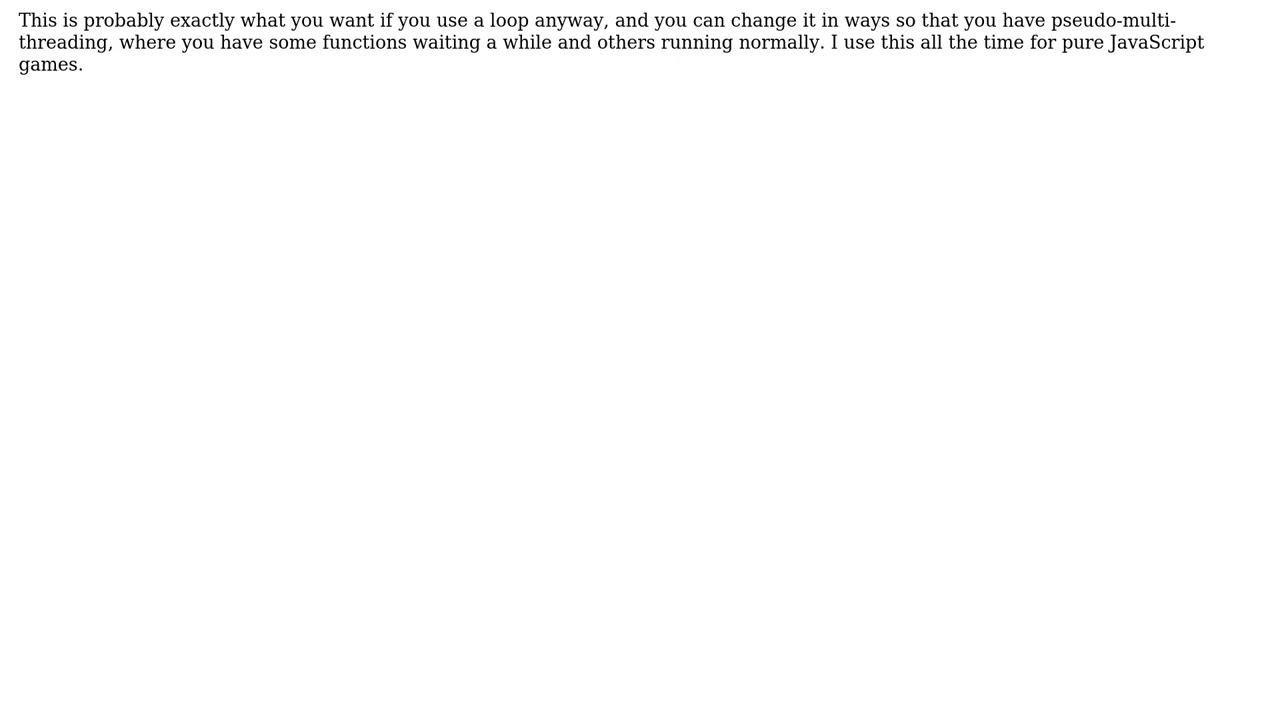 This is probably exactly what you want if you use a loop anyway, and you can change it in ways so that you have pseudo-multi-
threading, where you have some functions waiting a while and others running normally. I use this all the time for pure JavaScript
games.